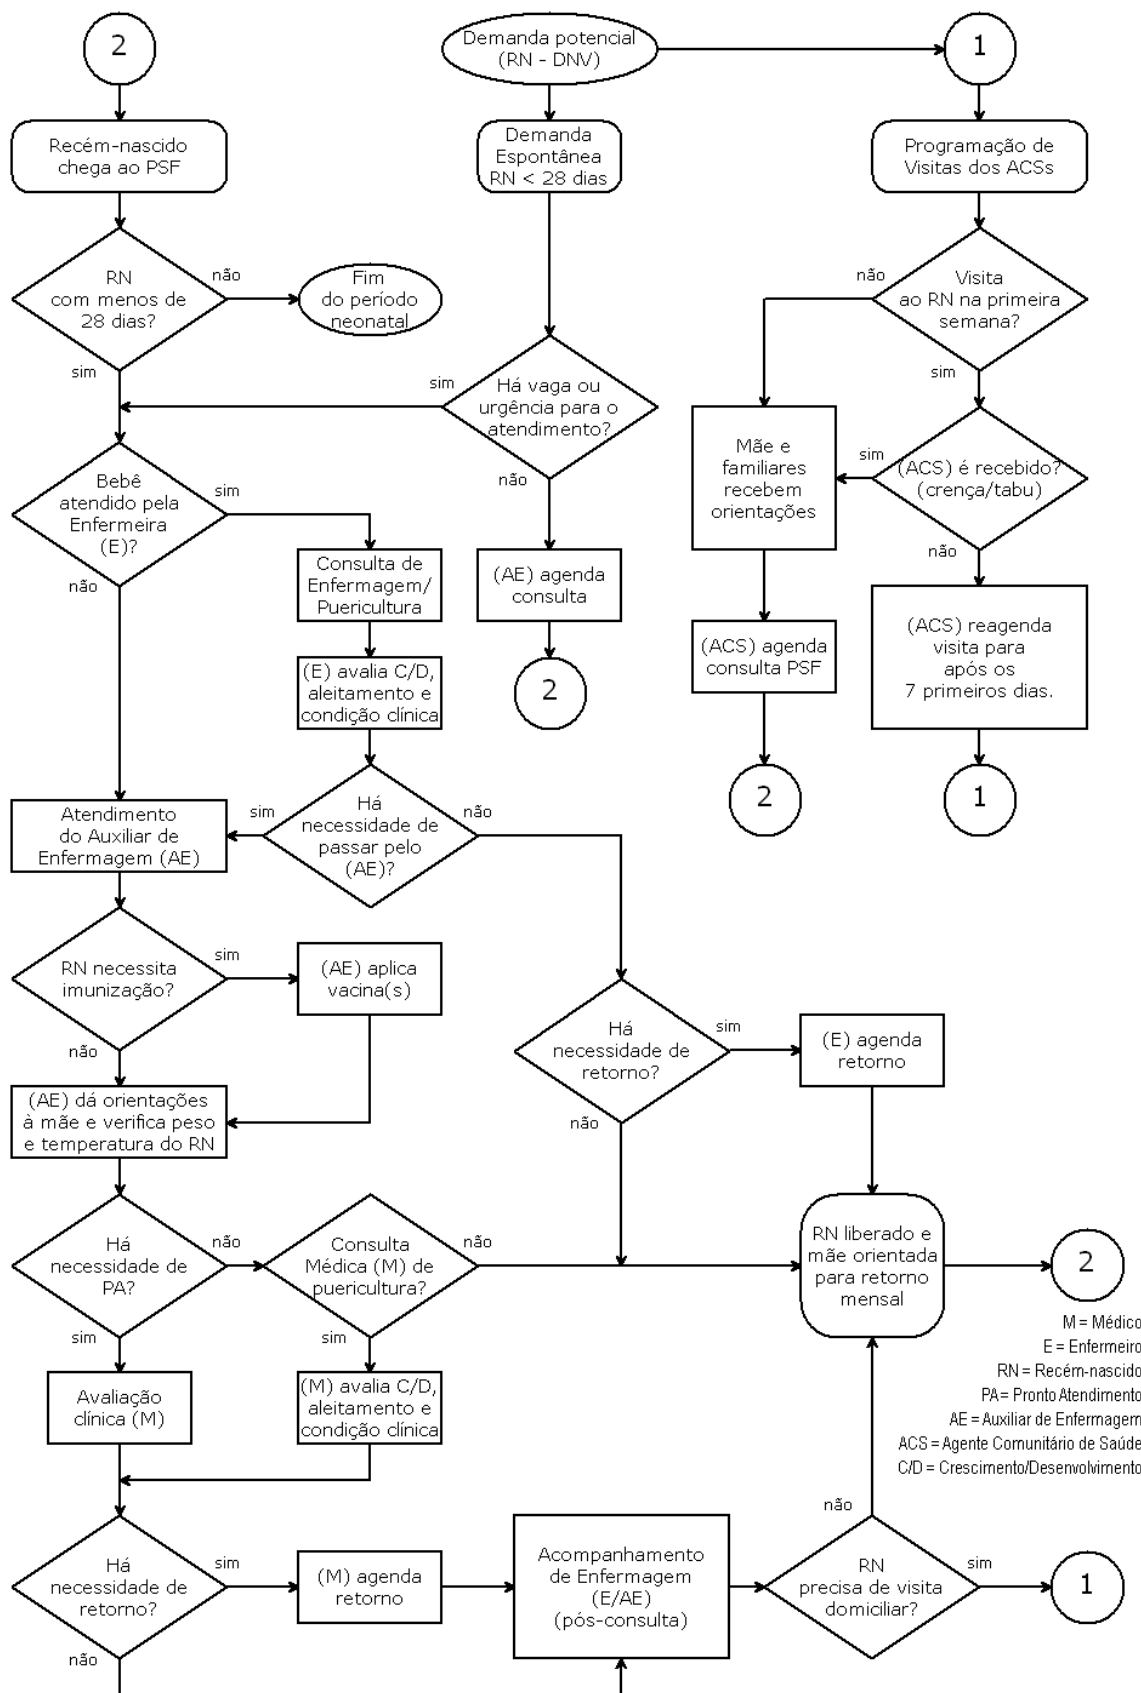 2
Demanda potencial
(RN - DNV)
1
Recém-nascido
chega ao PSF
Demanda
Espontânea
RN < 28 dias
Programação de
Visitas dos ACSs
RN
com menos de
28 dias?
não
sim
Fim
do período
neonatal
Há vaga ou
urgência para o
atendimento?
sim
não
Visita
ao RN na primeira
semana?
não
sim
Mãe e
familiares
recebem
orientações
(ACS) é recebido?
(crença/tabu)
sim
não
Bebê
atendido pela
Enfermeira
(E)?
sim
não
Consulta de
Enfermagem/
Puericultura
(AE) agenda
consulta
2
(ACS) agenda
consulta PSF
2
(ACS) reagenda
visita para
após os
7 primeiros dias.
1
(E) avalia C/D,
aleitamento e
condição clínica
Há
necessidade de
passar pelo
(AE)?
sim
não
Atendimento
do Auxiliar de
Enfermagem (AE)
RN necessita
imunização?
sim
não
(AE) aplica
vacina(s)
Há
necessidade de
retorno?
sim
não
(E) agenda
retorno
(AE) dá orientações
à mãe e verifica peso
e temperatura do RN
Há
necessidade de
PA?
não
sim
Consulta
Médica (M) de
puericultura?
não
sim
RN liberado e
mãe orientada
para retorno
mensal
2
M = Médico
E = Enfermeiro
RN = Recém-nascido
PA = Pronto Atendimento
AE = Auxiliar de Enfermagem
ACS = Agente Comunitário de Saúde
C/D = Crescimento/Desenvolvimento
Avaliação
clínica (M)
(M) avalia C/D,
aleitamento e
condição clínica
Há
necessidade de
retorno?
sim
não
(M) agenda
retorno
Acompanhamento
de Enfermagem
(E/AE)
(pós-consulta)
RN
precisa de visita
domiciliar?
não
sim
1